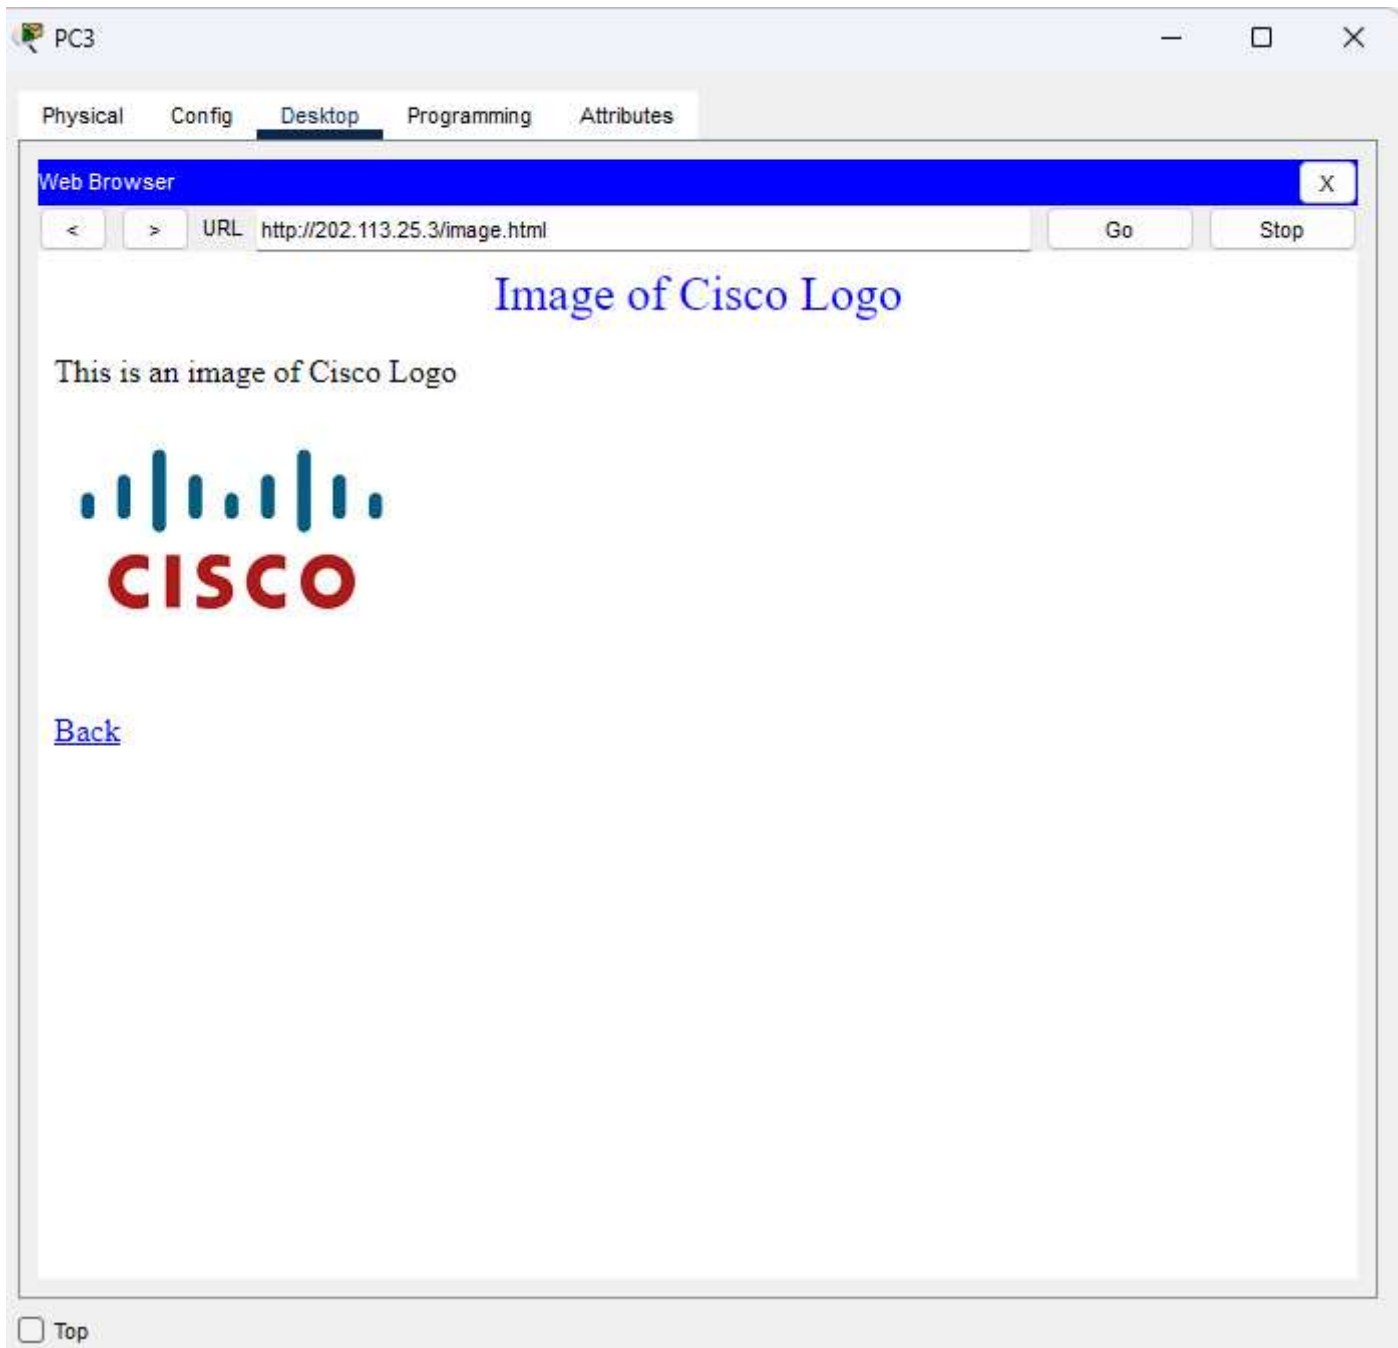 PC3
Physical Config Desktop Programming Attributes
Web Browser X
< > URL http://202.113.25.3/image.html Go Stop
Image of Cisco Logo
This is an image of Cisco Logo
CISCO
Back
Top